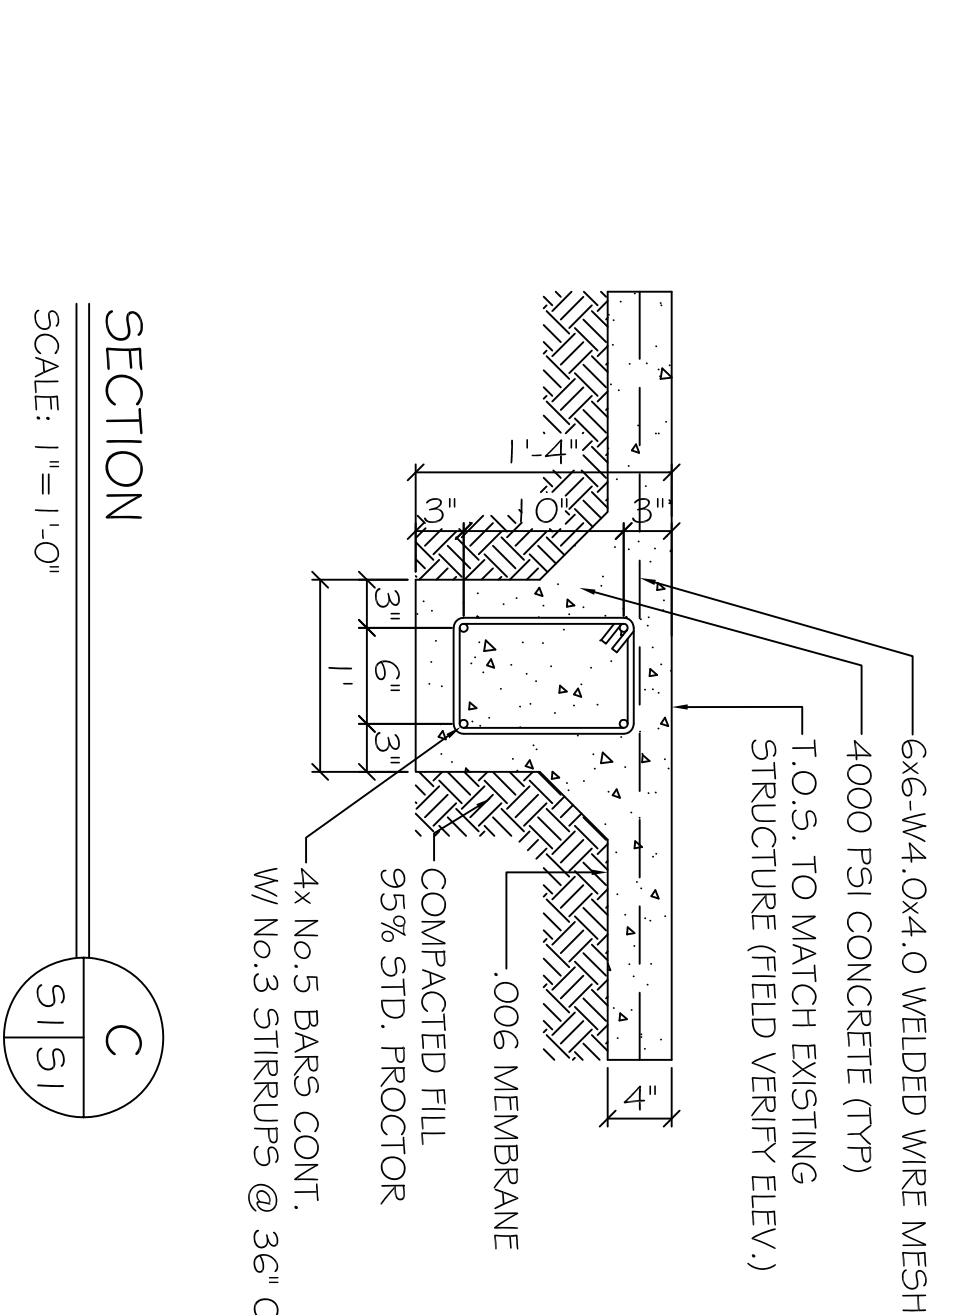 6x6-W4.0x4.0 WELDED WIRE MESH
4000 PSI CONCRETE (TYP)
T.O.S. TO MATCH EXISTING
STRUCTURE (FIELD VERIFY ELEV.)
4"
1'-4"
3"
10"
3"
3"
6"
3"
1'
.006 MEMBRANE
COMPACTED FILL
95% STD. PROCTOR
4x No.5 BARS CONT.
W/ No.3 STIRRUPS @ 36"
SECTION
SCALE: 1"= 1'-0"
C
S1 S1